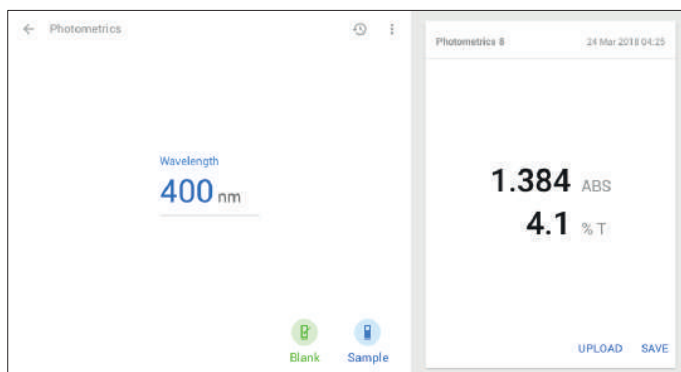 Photometrics
Wavelength
400 nm
Blank
Sample
Photometrics 8
24 Mar 2018 04:25
1.384 ABS
4.1 % T
UPLOAD SAVE